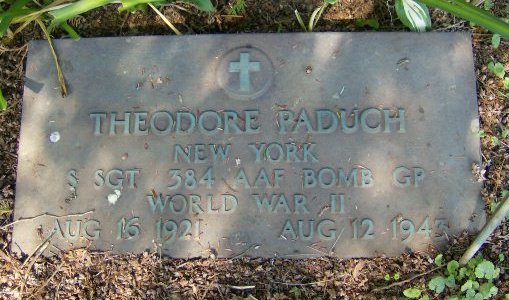 THEODORE PADUCH
NEW YORK
S SGT 384 AAF BOMB GP
WORLD WAR II
AUG 16 1921 AUG 12 1943